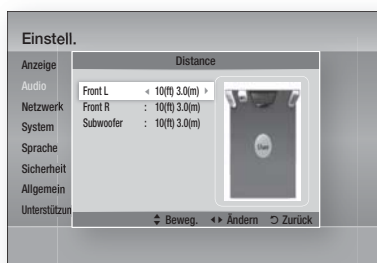 Einstell.
Anzeige
Audio
Netzwerk
System
Sprache
Sicherheit
Allgemein
Unterstützun
Distance
Front L ◂ 10(ft) 3.0(m) ▸
Front R : 10(ft) 3.0(m)
Subwoofer : 10(ft) 3.0(m)
User
Beweg. Ändern Zurück